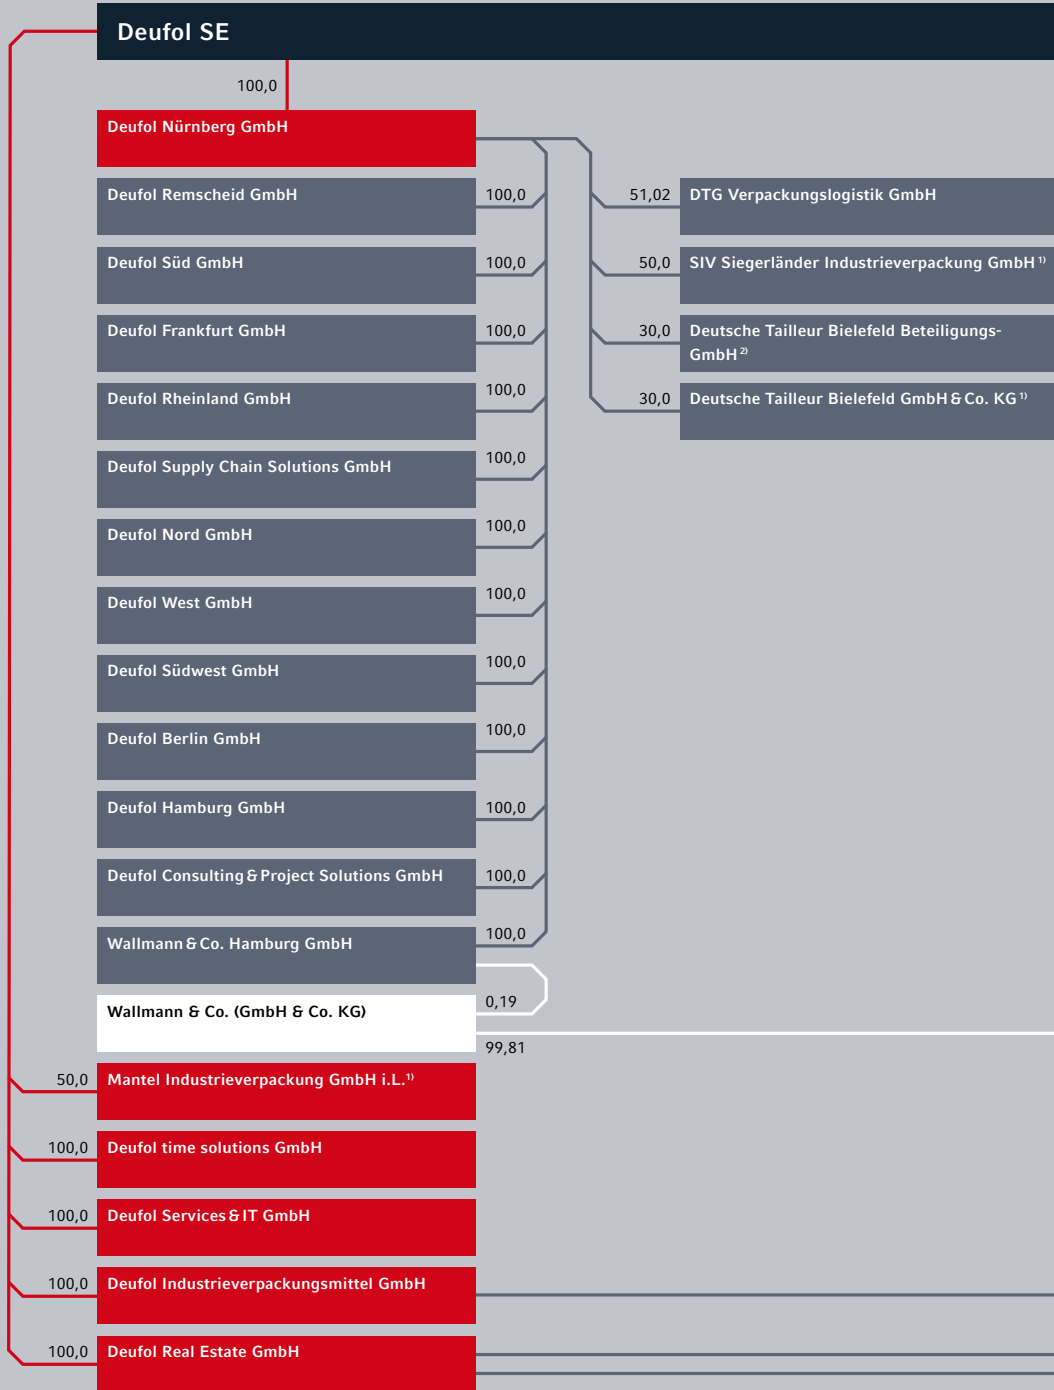 Deufol SE
100,0
Deufol Nürnberg GmbH
Deufol Remscheid GmbH
100,0
51,02
DTG Verpackungslogistik GmbH
Deufol Süd GmbH
100,0
50,0
SIV Siegerländer Industrieverpackung GmbH 1)
Deufol Frankfurt GmbH
100,0
30,0
Deutsche Tailleur Bielefeld Beteiligungs-
GmbH 2)
Deufol Rheinland GmbH
100,0
30,0
Deutsche Tailleur Bielefeld GmbH & Co. KG 1)
Deufol Supply Chain Solutions GmbH
100,0
Deufol Nord GmbH
100,0
Deufol West GmbH
100,0
Deufol Südwest GmbH
100,0
Deufol Berlin GmbH
100,0
Deufol Hamburg GmbH
100,0
Deufol Consulting & Project Solutions GmbH
100,0
Wallmann & Co. Hamburg GmbH
100,0
Wallmann & Co. (GmbH & Co. KG)
0,19
99,81
50,0
Mantel Industrieverpackung GmbH i.L. 1)
100,0
Deufol time solutions GmbH
100,0
Deufol Services & IT GmbH
100,0
Deufol Industrieverpackungsmittel GmbH
100,0
Deufol Real Estate GmbH